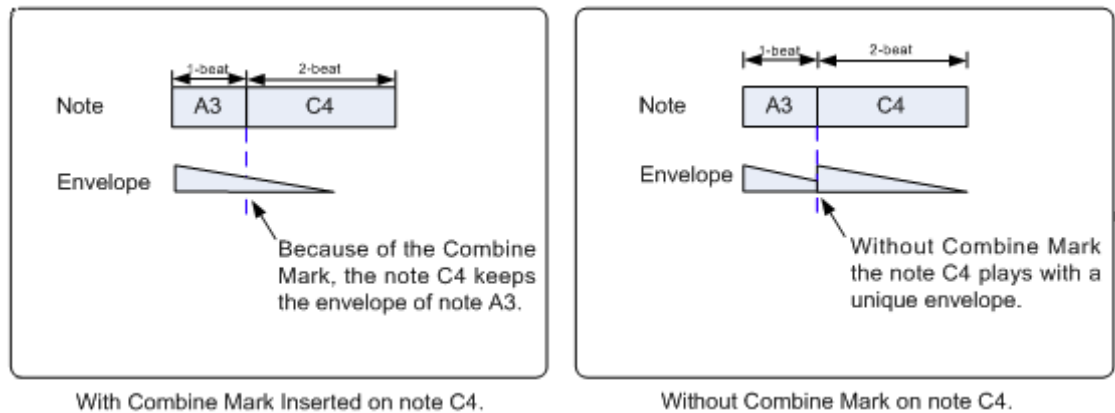 1-beat 2-beat
Note A3 C4
Envelope
Because of the Combine
Mark, the note C4 keeps
the envelope of note A3.
With Combine Mark Inserted on note C4.
1-beat 2-beat
Note A3 C4
Envelope
Without Combine Mark
the note C4 plays with a
unique envelope.
Without Combine Mark on note C4.